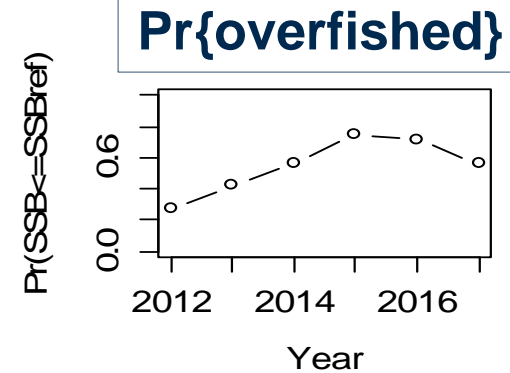 Pr{overfished}
Pr(SSB<=SSBref)
0.6
0.0
2012 2014 2016
Year